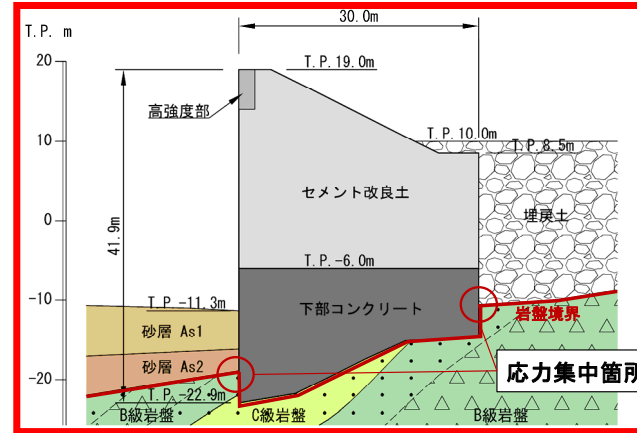 30.0m
T.P. m
20
T.P.19.0m
高強度部
T.P.10.0m
10
T.P.8.5m
セメント改良土
埋戻土
0
41.9m
T.P.-6.0m
-10
T.P.-11.3m
下部コンクリート
岩盤境界
砂層 As1
砂層 As2
応力集中箇所
-20
T.P.-22.9m
B級岩盤
C級岩盤
B級岩盤